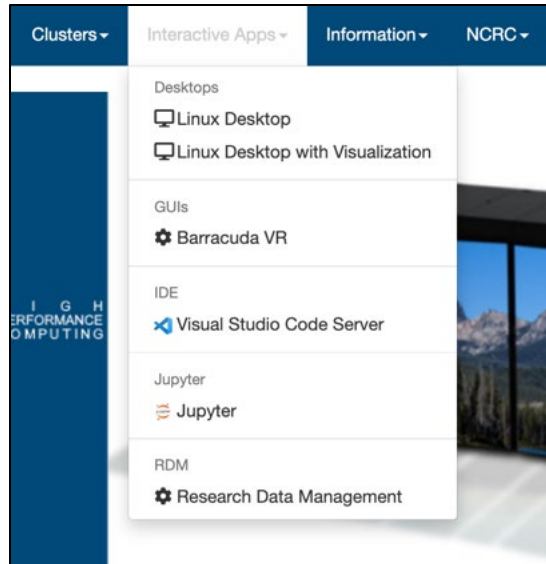 Clusters
Interactive Apps
Information
NCRC
Desktops
Linux Desktop
Linux Desktop with Visualization
GUIs
Barracuda VR
IDE
Visual Studio Code Server
Jupyter
Jupyter
RDM
Research Data Management
I G H
ERFORMANCE
OMPUTING